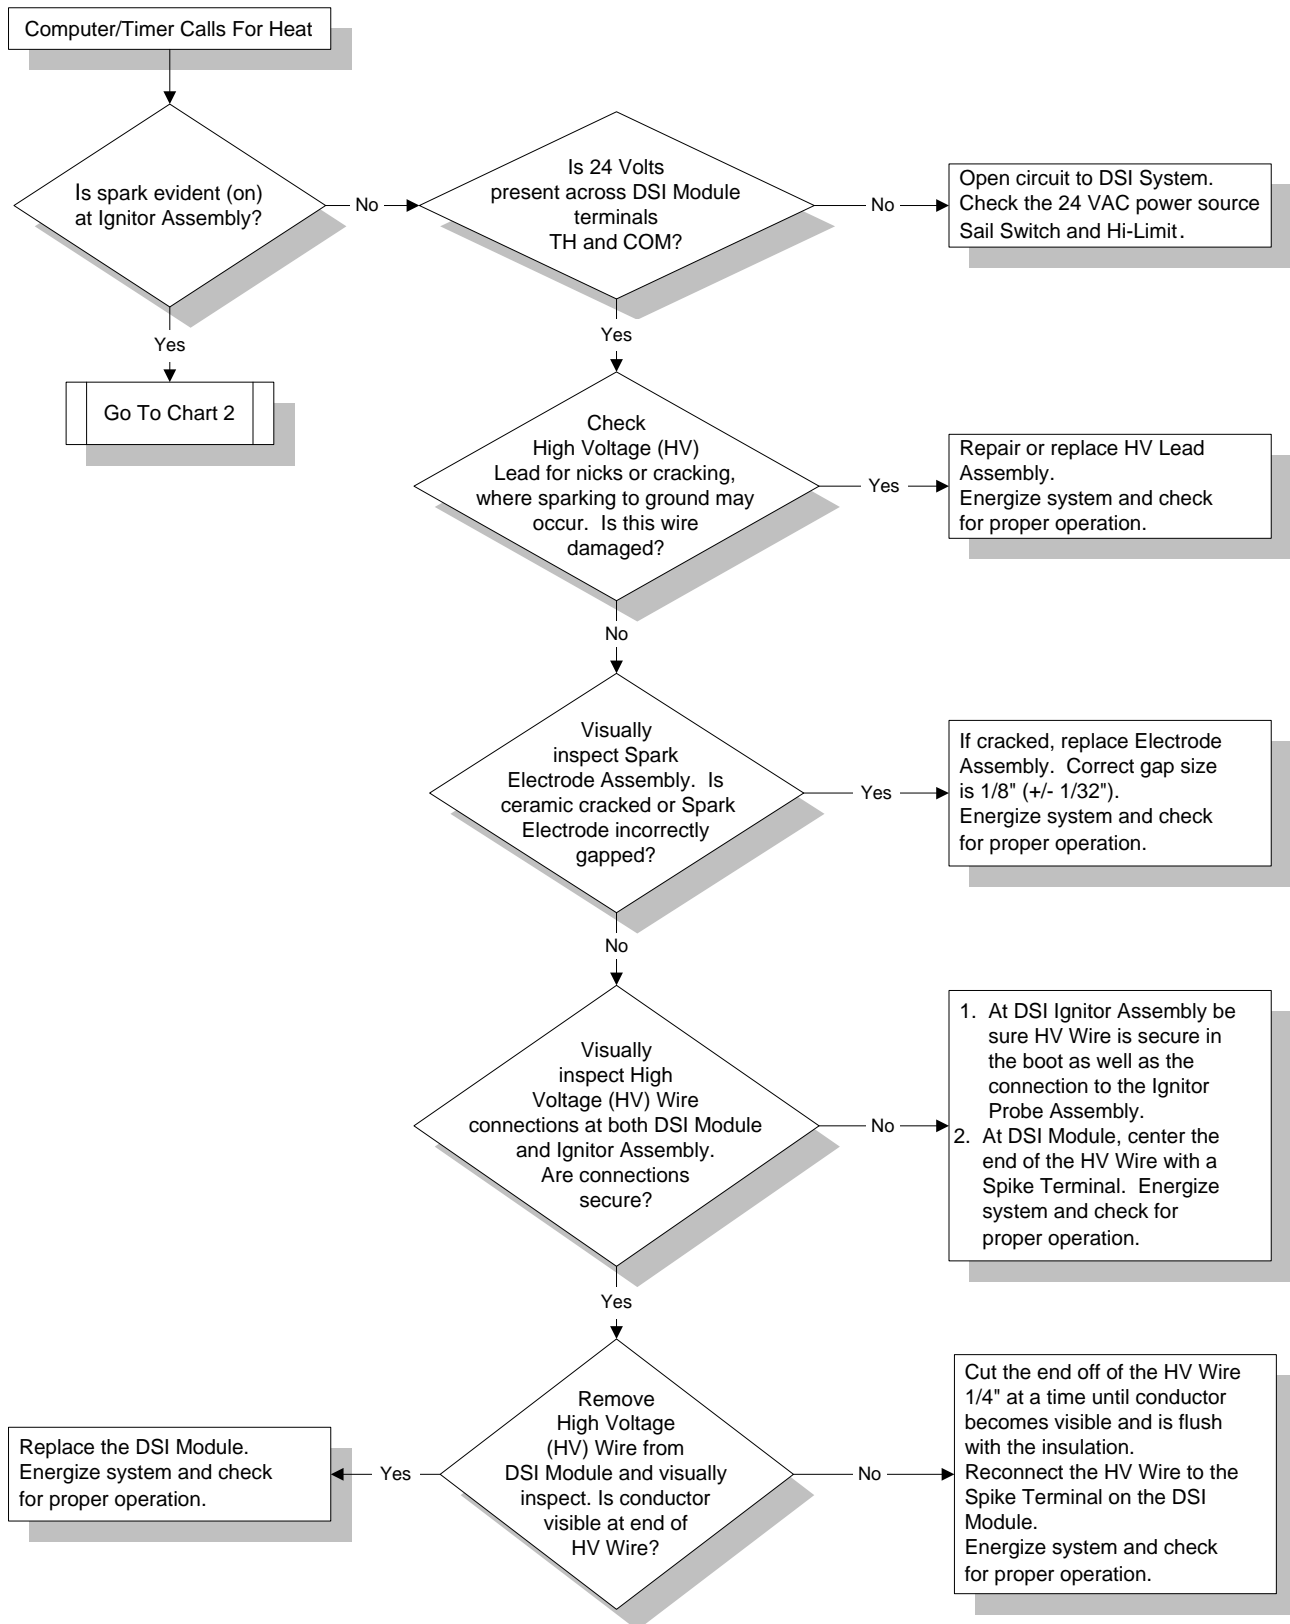 Computer/Timer Calls For Heat
Is spark evident (on)
at Ignitor Assembly?
No
Is 24 Volts
present across DSI Module
terminals
TH and COM?
No
Open circuit to DSI System.
Check the 24 VAC power source
Sail Switch and Hi-Limit.
Yes
Go To Chart 2
Yes
Check
High Voltage (HV)
Lead for nicks or cracking,
where sparking to ground may
occur.  Is this wire
damaged?
Yes
Repair or replace HV Lead
Assembly.
Energize system and check
for proper operation.
No
Visually
inspect Spark
Electrode Assembly.  Is
ceramic cracked or Spark
Electrode incorrectly
gapped?
Yes
If cracked, replace Electrode
Assembly.  Correct gap size
is 1/8" (+/- 1/32").
Energize system and check
for proper operation.
No
Visually
inspect High
Voltage (HV) Wire
connections at both DSI Module
and Ignitor Assembly.
Are connections
secure?
No
1.  At DSI Ignitor Assembly be
sure HV Wire is secure in
the boot as well as the
connection to the Ignitor
Probe Assembly.
2.  At DSI Module, center the
end of the HV Wire with a
Spike Terminal.  Energize
system and check for
proper operation.
Yes
Remove
High Voltage
(HV) Wire from
DSI Module and visually
inspect. Is conductor
visible at end of
HV Wire?
Yes
Replace the DSI Module.
Energize system and check
for proper operation.
No
Cut the end off of the HV Wire
1/4" at a time until conductor
becomes visible and is flush
with the insulation.
Reconnect the HV Wire to the
Spike Terminal on the DSI
Module.
Energize system and check
for proper operation.